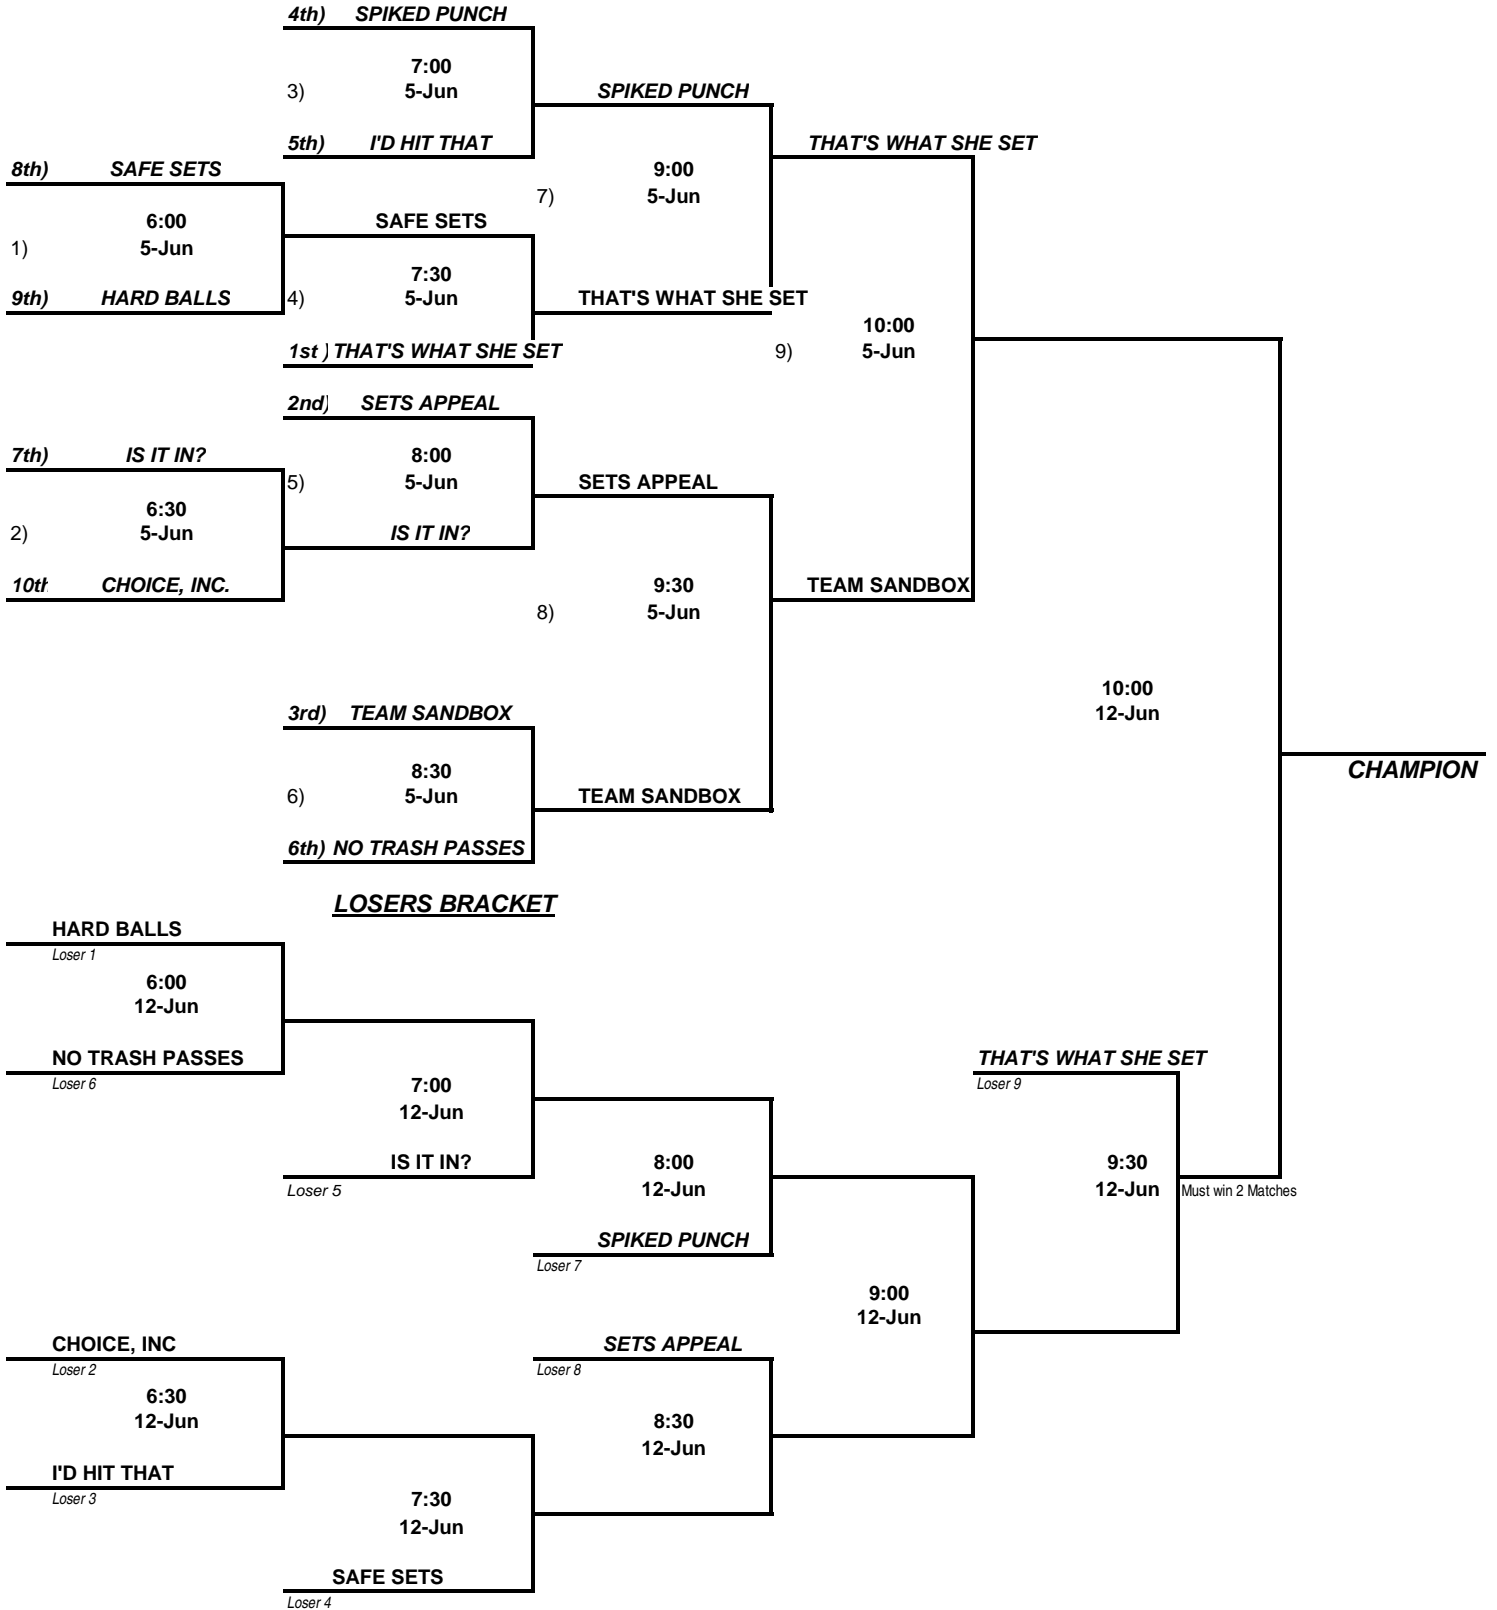 4th) SPIKED PUNCH
7:00
3) 5-Jun SPIKED PUNCH
5th) I'D HIT THAT THAT'S WHAT SHE SET
8th) SAFE SETS 9:00
7) 5-Jun
6:00 SAFE SETS
1) 5-Jun
7:30
9th) HARD BALLS 4) 5-Jun THAT'S WHAT SHE SET
10:00
1st ) THAT'S WHAT SHE SET 9) 5-Jun
2nd) SETS APPEAL
7th) IS IT IN? 8:00
5) 5-Jun SETS APPEAL
6:30
2) 5-Jun IS IT IN?
10th CHOICE, INC. 9:30 TEAM SANDBOX
8) 5-Jun
10:00
3rd) TEAM SANDBOX 12-Jun
8:30 CHAMPION
6) 5-Jun TEAM SANDBOX
6th) NO TRASH PASSES
LOSERS BRACKET
HARD BALLS
Loser 1
6:00
12-Jun
NO TRASH PASSES THAT'S WHAT SHE SET
Loser 6 7:00 Loser 9
12-Jun
IS IT IN? 8:00 9:30
Loser 5 12-Jun 12-Jun Must win 2 Matches
SPIKED PUNCH
Loser 7
9:00
12-Jun
CHOICE, INC SETS APPEAL
Loser 2 Loser 8
6:30
12-Jun 8:30
12-Jun
I'D HIT THAT
Loser 3 7:30
12-Jun
SAFE SETS
Loser 4